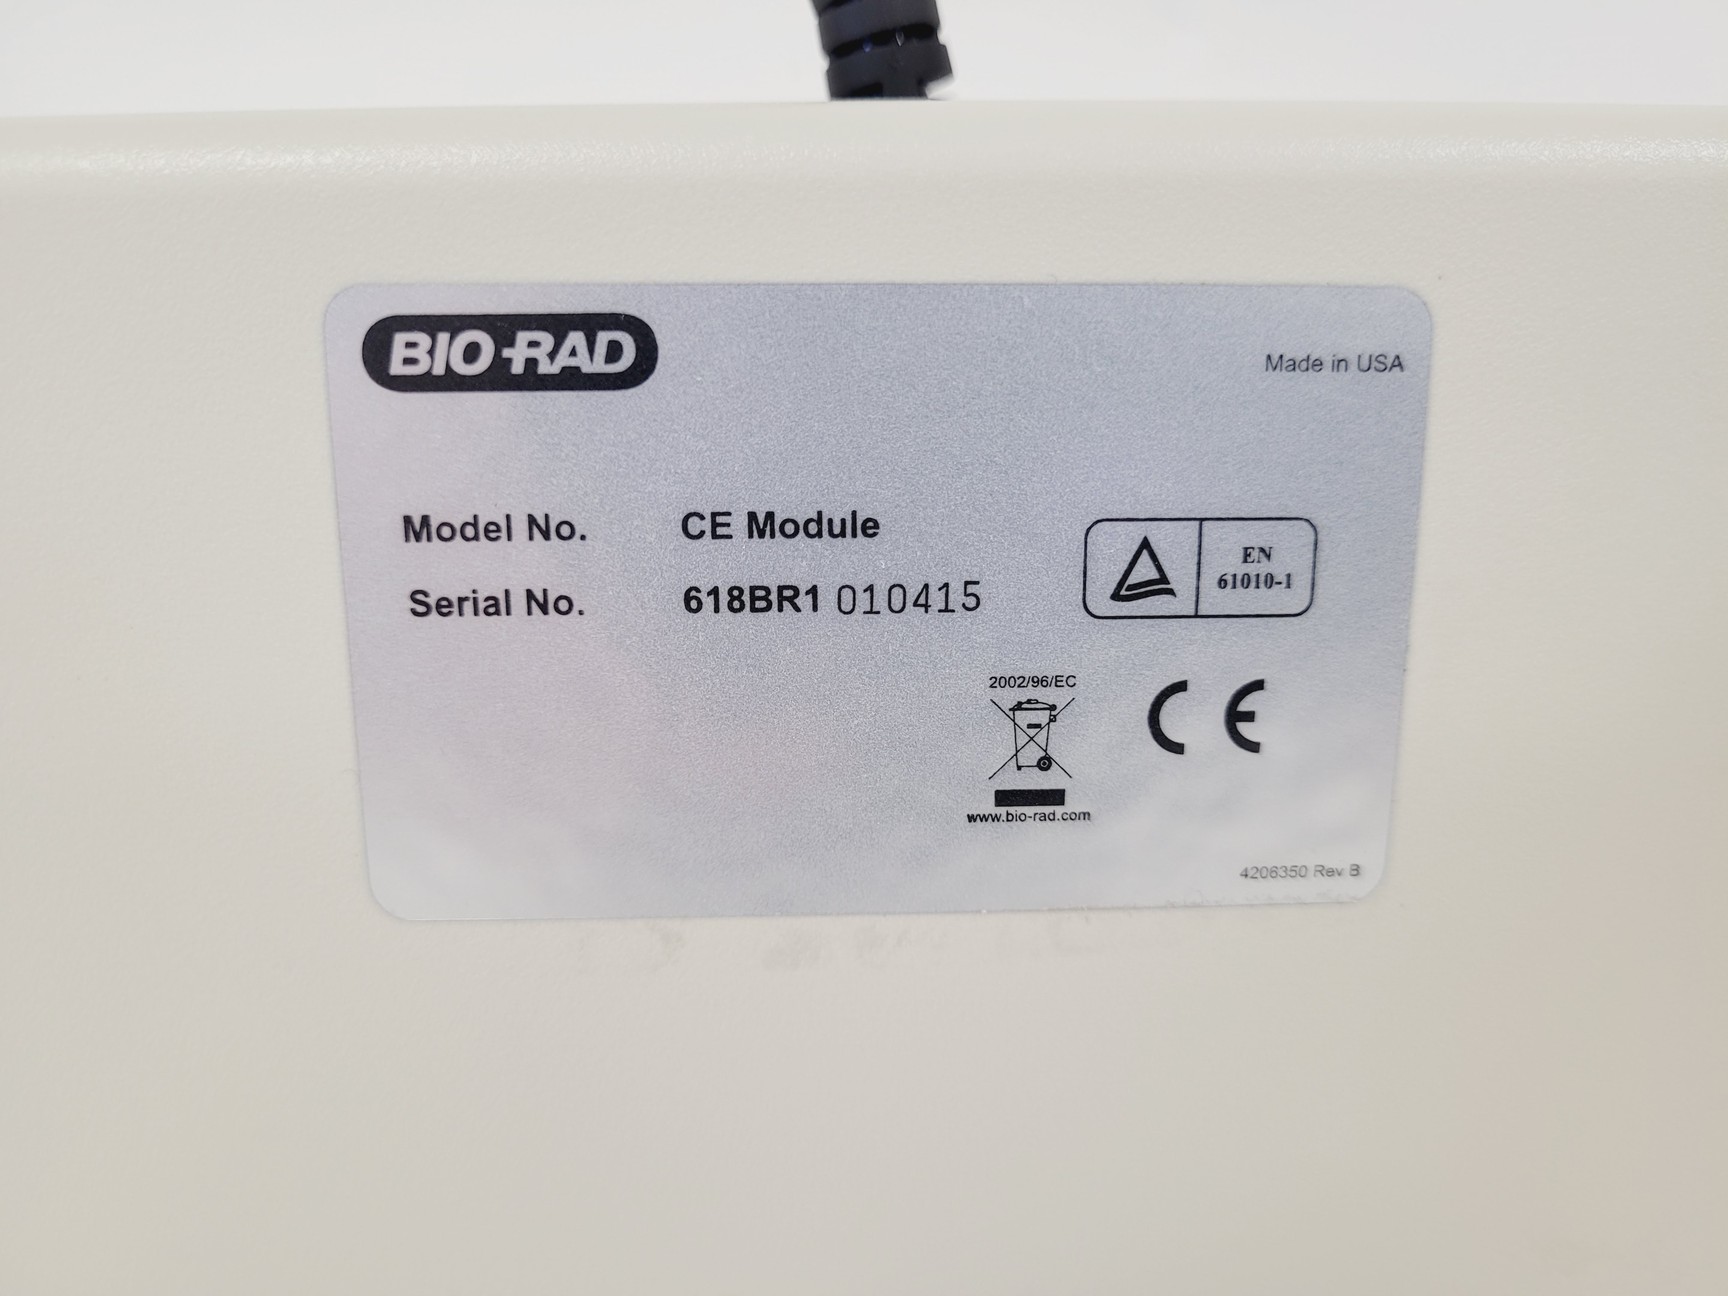 BIO-RAD
Made in USA
Model No. CE Module
Serial No. 618BR1 010415
EN
61010-1
2002/96/EC
CE
www.bio-rad.com
4206350 Rev B